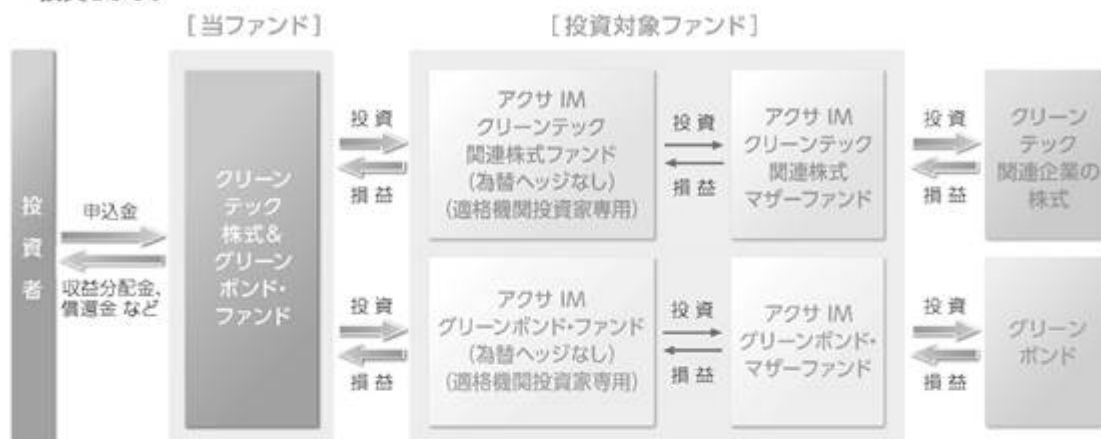 [当ファンド]
[投資対象ファンド]
投資者
申込金
収益分配金、
償還金 など
クリーン
テック
株式&
グリーン
ボンド・
ファンド
投資
損益
アクサ IM
クリーンテック
関連株式ファンド
(為替ヘッジなし)
(適格機関投資家専用)
投資
損益
アクサ IM
クリーンテック
関連株式
マザーファンド
投資
損益
クリーン
テック
関連企業の
株式
投資
損益
アクサ IM
グリーンボンド・ファンド
(為替ヘッジなし)
(適格機関投資家専用)
投資
損益
アクサ IM
グリーンボンド・
マザーファンド
投資
損益
グリーン
ボンド